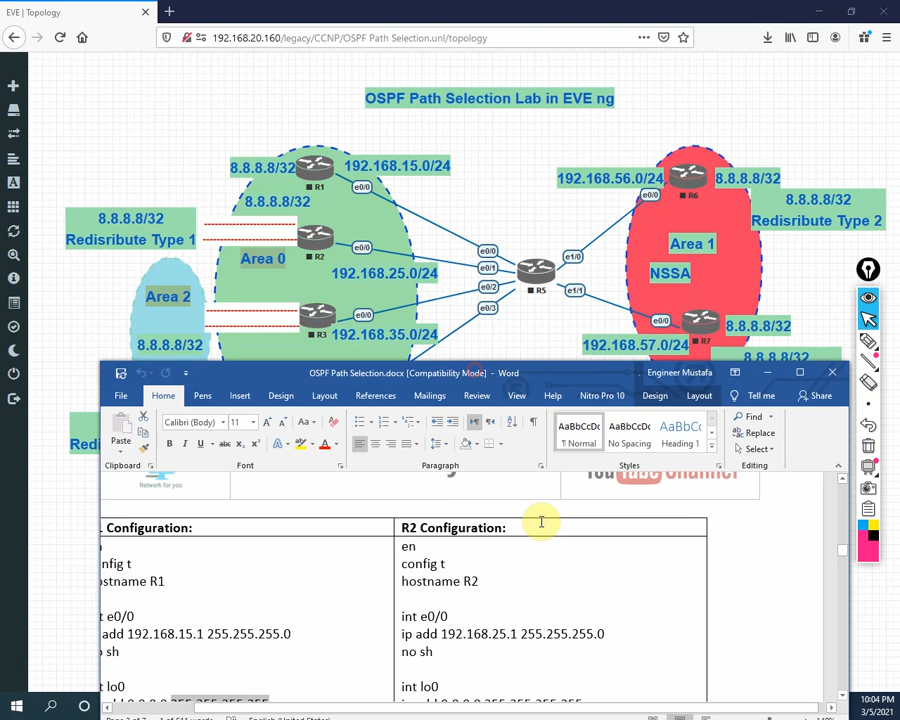 EVE | Topology
192.168.20.160/legacy/CCNP/OSPF Path Selection.unl/topology
OSPF Path Selection Lab in EVE ng
8.8.8.8/32
192.168.15.0/24
R1
8.8.8.8/32
8.8.8.8/32
Redisribute Type 1
R2
e0/0
e0/0
Area 0
192.168.25.0/24
Area 2
e0/0
R3
192.168.35.0/24
8.8.8.8/32
e0/0
e0/1
e0/2
e0/3
R5
e1/0
e1/1
192.168.56.0/24
8.8.8.8/32
e0/0
R6
8.8.8.8/32
Redisribute Type 2
Area 1
NSSA
e0/0
8.8.8.8/32
192.168.57.0/24
R7
8.8.8.8/32
Redi
OSPF Path Selection.docx [Compatibility Mode] - Word
Engineer Mustafa
File Home Insert Design Layout References Mailings Review View Help Nitro Pro 10 Design Layout Tell me Share
Pens
Paste
Calibri (Body)
11
Clipboard
Font
Paragraph
AaBbCcDc AaBbCcDc AaBbCc
¶ Normal No Spacing Heading 1
Styles
Find
Replace
Select
Editing
Network for you
YouTube Channel
Configuration:
R2 Configuration:
en
nfig t
config t
ostname R1
hostname R2
t e0/0
int e0/0
add 192.168.15.1 255.255.255.0
ip add 192.168.25.1 255.255.255.0
no sh
t lo0
int lo0
10:04 PM
3/5/2021